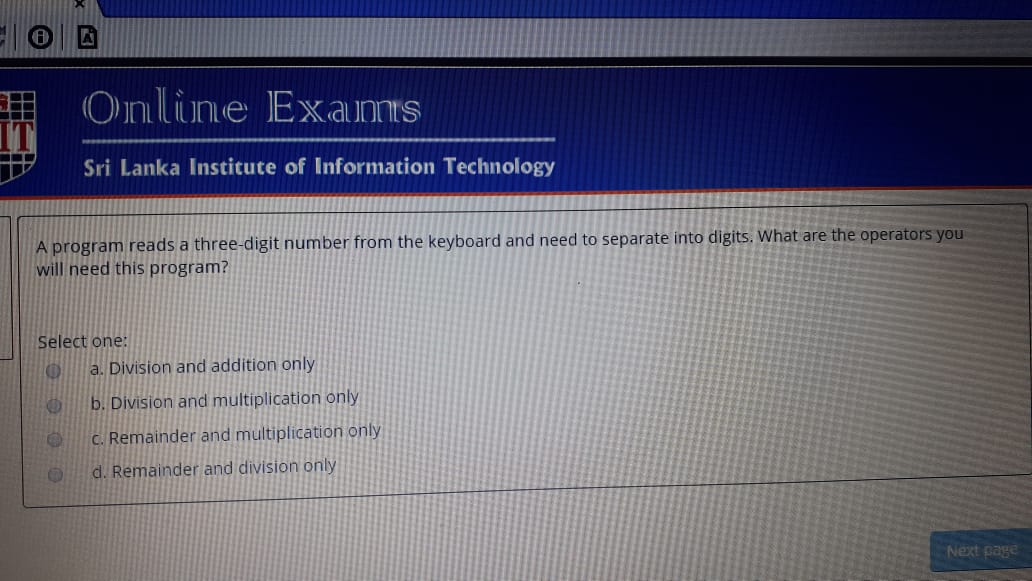 Online Exams
IT
Sri Lanka Institute of Information Technology
A program reads a three-digit number from the keyboard and need to separate into digits. What are the operators you
will need this program?
Select one:
a. Division and addition only
b. Division and multiplication only
c. Remainder and multiplication only
d. Remainder and division only
Next page